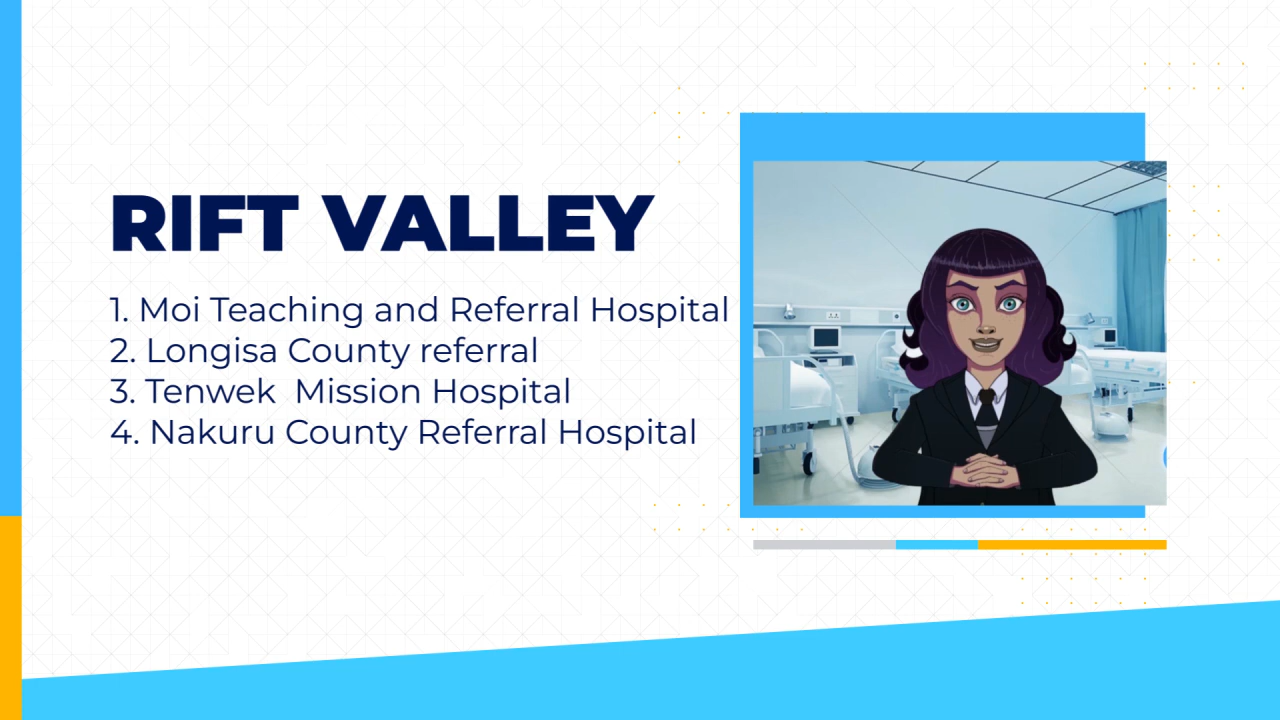 RIFT VALLEY
1. Moi Teaching and Referral Hospital
2. Longisa County referral
3. Tenwek  Mission Hospital
4. Nakuru County Referral Hospital